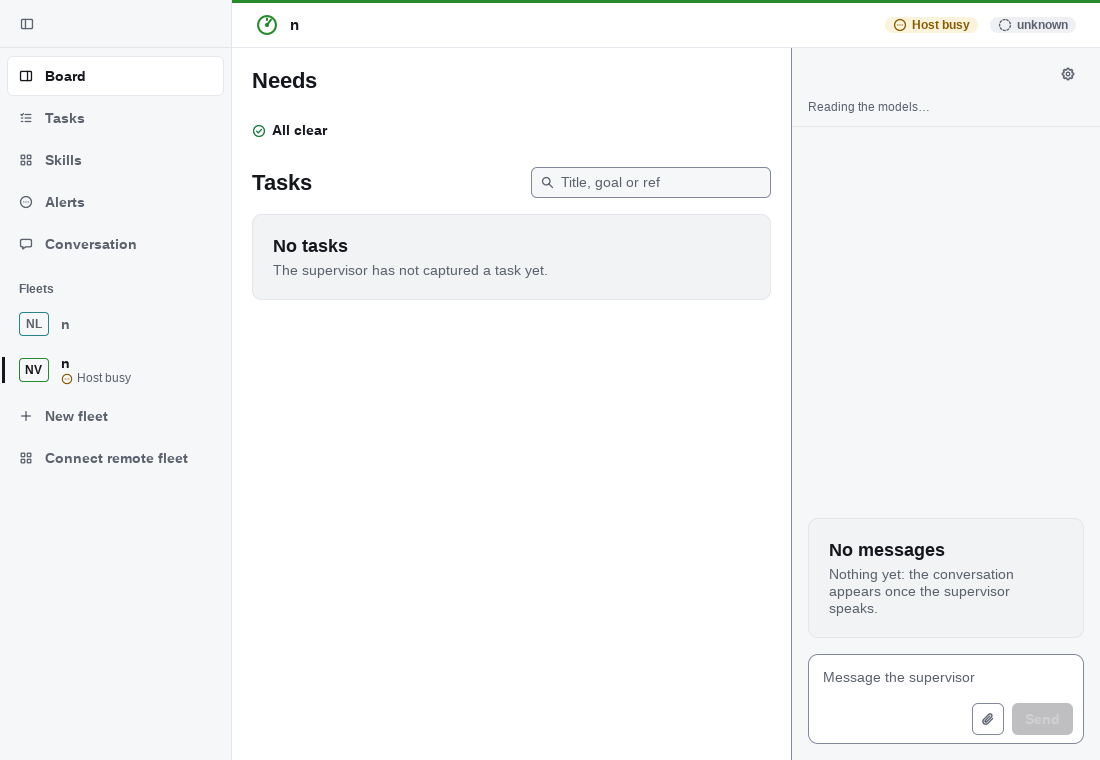 n
Host busy
unknown
Board
Tasks
Skills
Alerts
Conversation
Fleets
NL
n
NV
n
Host busy
New fleet
Connect remote fleet
Needs
All clear
Tasks
Title, goal or ref
No tasks
The supervisor has not captured a task yet.
Reading the models…
No messages
Nothing yet: the conversation
appears once the supervisor
speaks.
Message the supervisor
Send